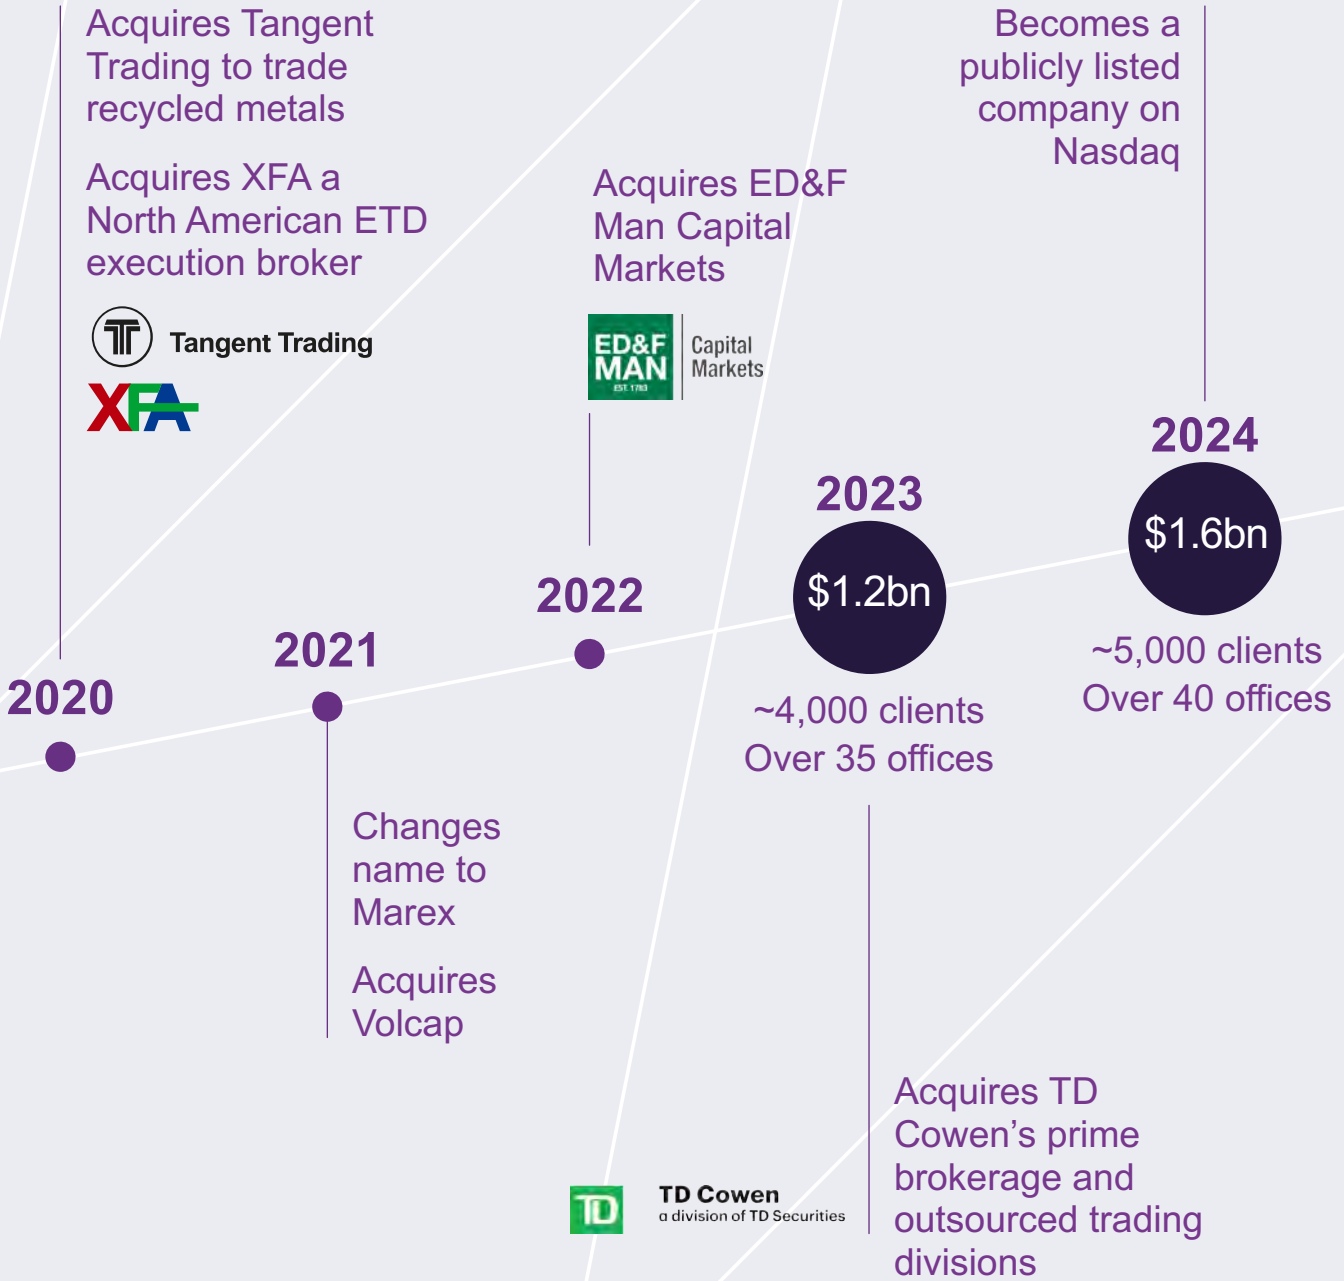 Acquires Tangent
Trading to trade
recycled metals
Acquires XFA a
North American ETD
execution broker
Tangent Trading
XFA
2020
2021
Changes
name to
Marex
Acquires
Volcap
Acquires ED&F
Man Capital
Markets
ED&F
MAN
EST. 1783
Capital
Markets
2022
2023
$1.2bn
~4,000 clients
Over 35 offices
TD
TD Cowen
a division of TD Securities
Acquires TD
Cowen’s prime
brokerage and
outsourced trading
divisions
Becomes a
publicly listed
company on
Nasdaq
2024
$1.6bn
~5,000 clients
Over 40 offices